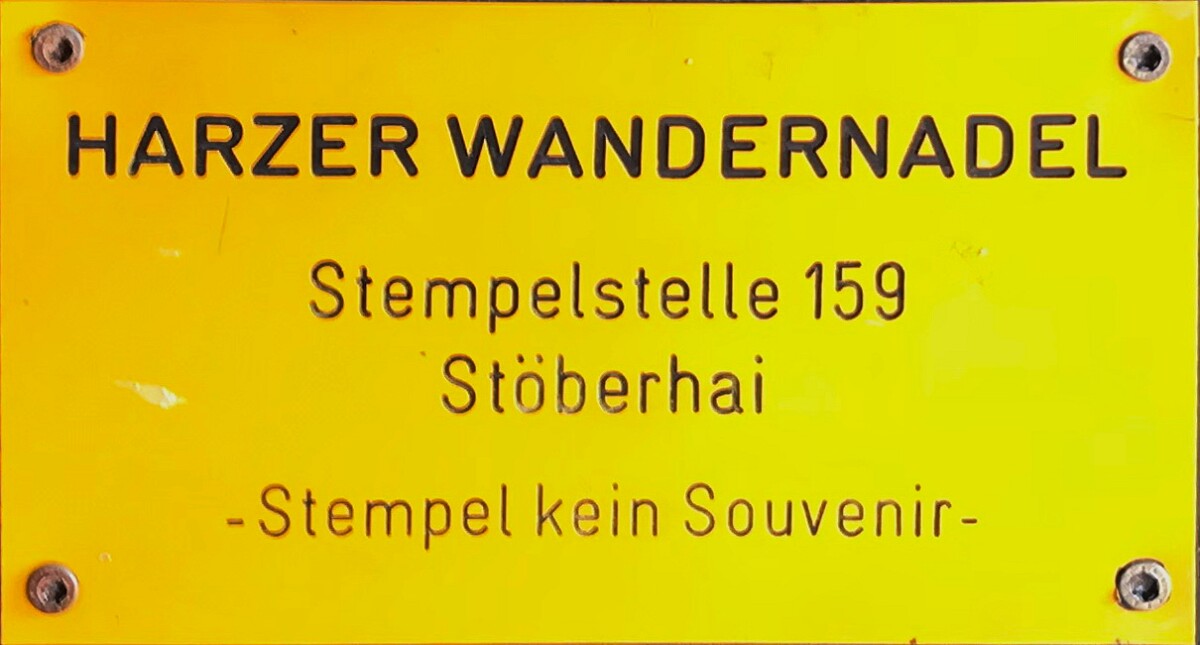 HARZER WANDERNADEL
Stempelstelle 159
Stöberhai
-Stempel kein Souvenir-